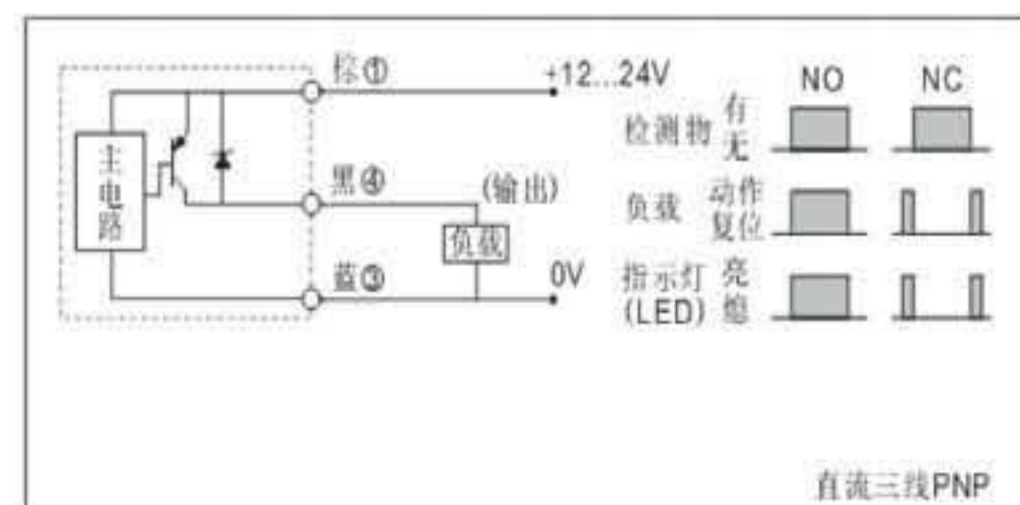 棕①
+12...24V
主电路
黑④
(输出)
负载
蓝③
0V
NO NC
检测物 有
无
负载 动作
复位
指示灯 亮
(LED) 熄
直流三线PNP